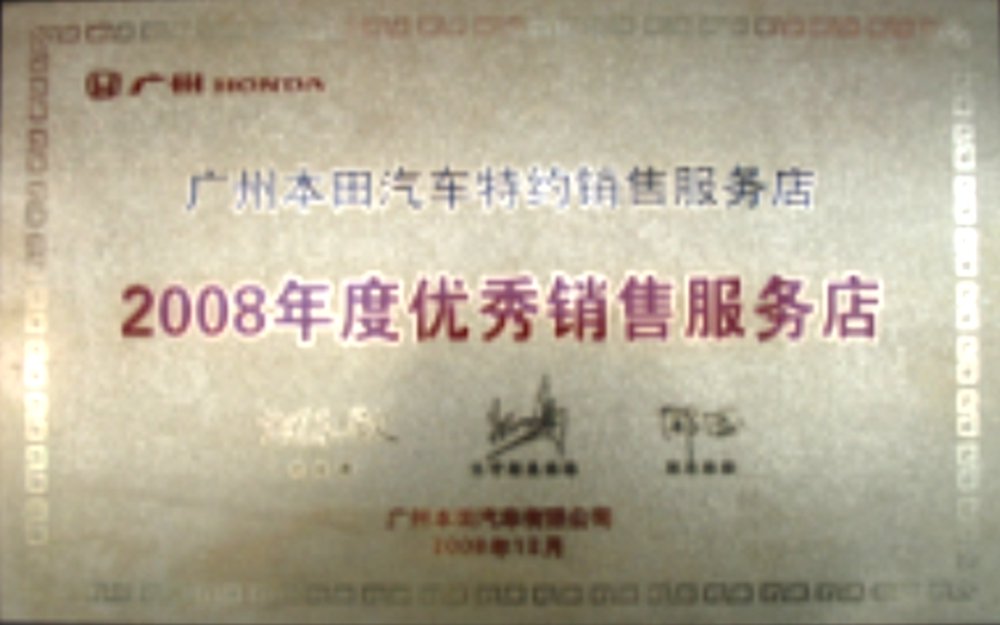 广州 HONDA
广州本田汽车特约销售服务店
2008年度优秀销售服务店
广州本田汽车有限公司
2008年12月